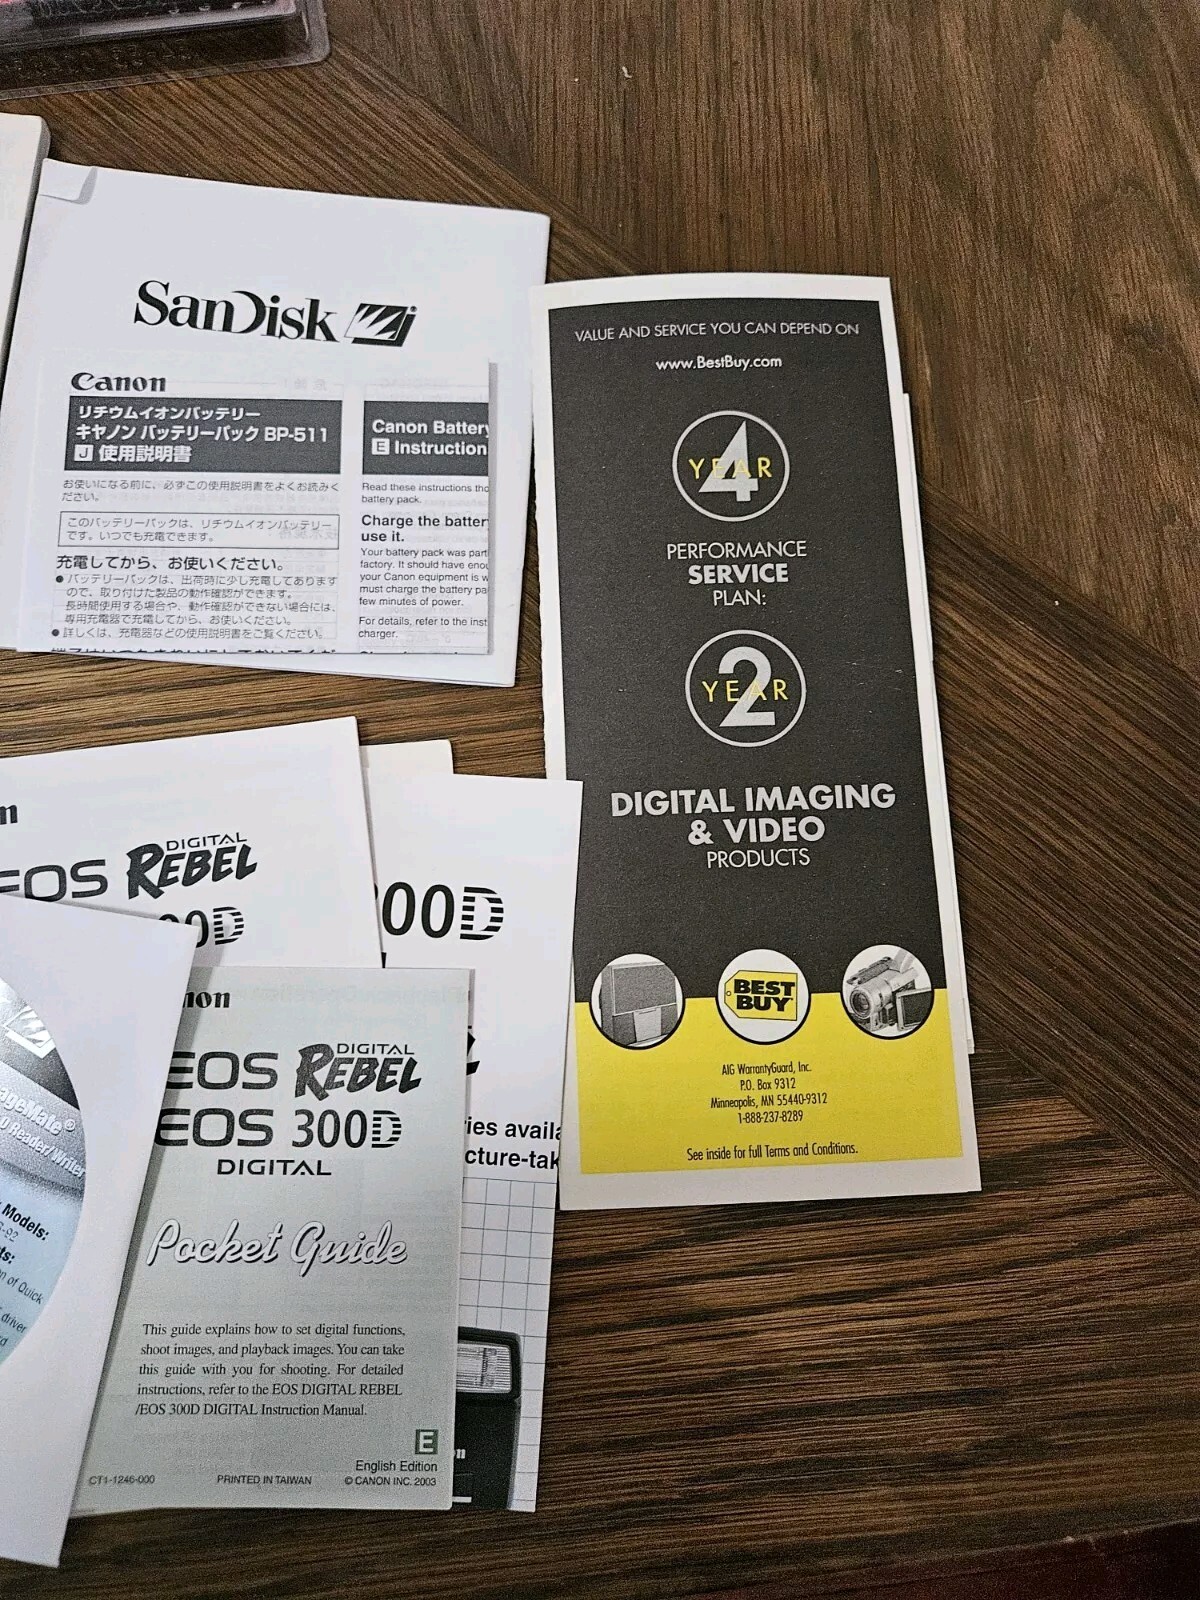 SanDisk
Canon
リチウムイオンバッテリー
キヤノン バッテリーパック BP-511
J 使用説明書
お使いになる前に、必ずこの使用説明書をよくお読みく
ださい。
このバッテリーパックは、リチウムイオンバッテリー
です。いつでも充電できます。
充電してから、お使いください。
● バッテリーパックは、出荷時に少し充電してあります
ので、取り付けた製品の動作確認ができます。
長時間使用する場合や、動作確認ができない場合には、
専用充電器で充電してから、お使いください。
● 詳しくは、充電器などの使用説明書をご覧ください。
Canon Battery
E Instruction
Read these instructions
battery pack.
Charge the batter
use it.
Your battery pack was part
factory. It should have enou
your Canon equipment is w
must charge the battery pa
few minutes of power.
For details, refer to the inst
charger.
VALUE AND SERVICE YOU CAN DEPEND ON
www.BestBuy.com
4
YEAR
PERFORMANCE
SERVICE
PLAN:
2
YEAR
DIGITAL IMAGING
& VIDEO
PRODUCTS
BEST
BUY
AIG WarrantyGuard, Inc.
P.O. Box 9312
Minneapolis, MN 55440-9312
1-888-237-8289
See inside for full Terms and Conditions.
EOS DIGITAL REBEL
00D
00D
ries availa
cture-tak
non
EOS DIGITAL REBEL
EOS 300D
DIGITAL
Pocket Guide
This guide explains how to set digital functions,
shoot images, and playback images. You can take
this guide with you for shooting. For detailed
instructions, refer to the EOS DIGITAL REBEL
/EOS 300D DIGITAL Instruction Manual.
E
English Edition
CT1-1246-000 PRINTED IN TAIWAN © CANON INC. 2003
ageMate®
Reader/Writer
Models:
-92
ts:
n of Quick
driver